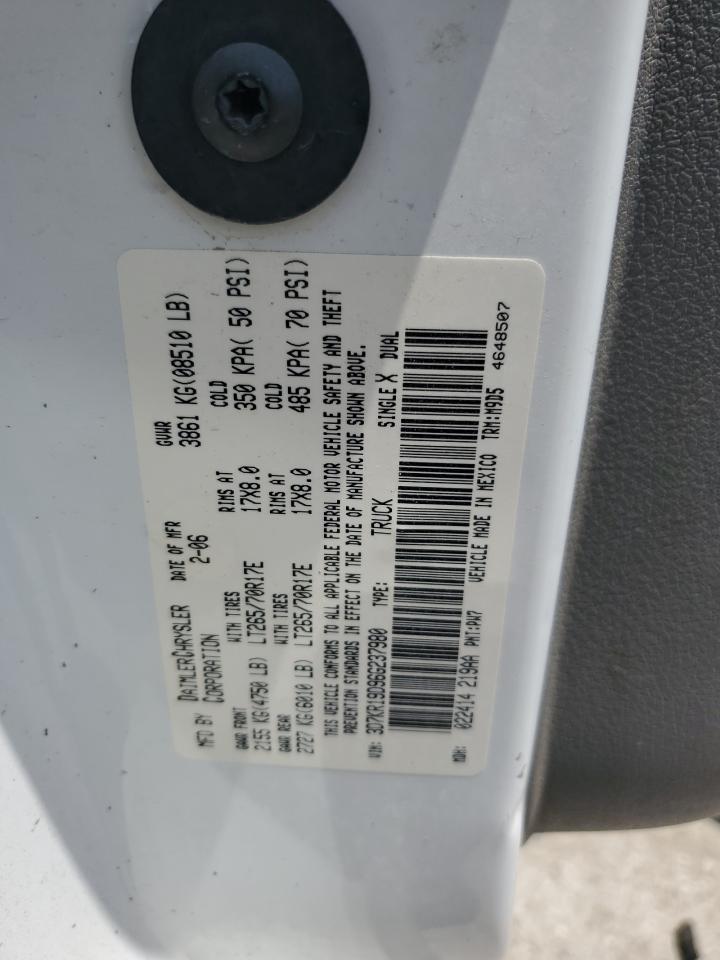 MFD BY DAIMLERCHRYSLER CORPORATION DATE OF MFR 2-06 GVWR 3861 KG(08510 LB)
GAWR FRONT WITH TIRES RIMS AT COLD
2155 KG(4750 LB) LT265/70R17E 17X8.0 350 KPA( 50 PSI)
GAWR REAR WITH TIRES RIMS AT COLD
2727 KG(6010 LB) LT265/70R17E 17X8.0 485 KPA( 70 PSI)
THIS VEHICLE CONFORMS TO ALL APPLICABLE FEDERAL MOTOR VEHICLE SAFETY AND THEFT
PREVENTION STANDARDS IN EFFECT ON THE DATE OF MANUFACTURE SHOWN ABOVE.
VIN: 3D7KR19D96G237980 TYPE: TRUCK SINGLE X DUAL
MDH: 022414 219AA PNT:PW7 VEHICLE MADE IN MEXICO TRM:M9D5 4648507